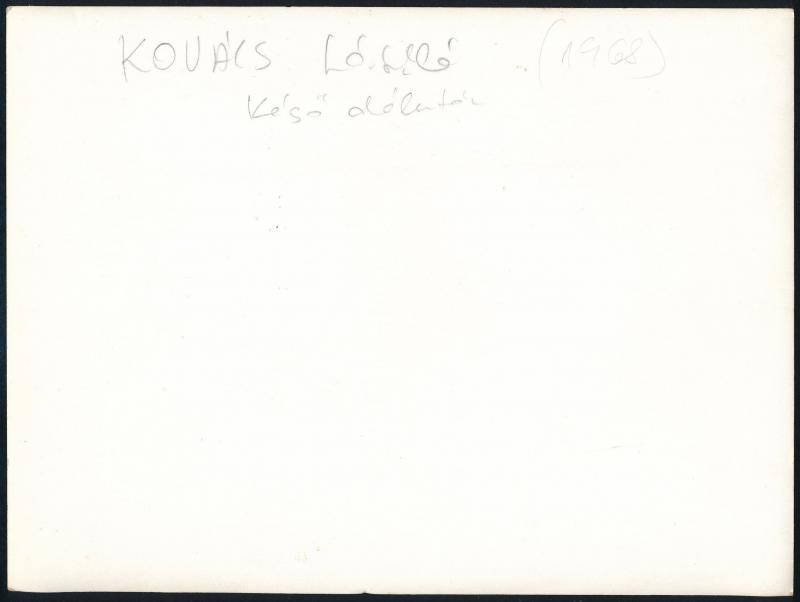 KOVÁCS László (1968)
Késő délután